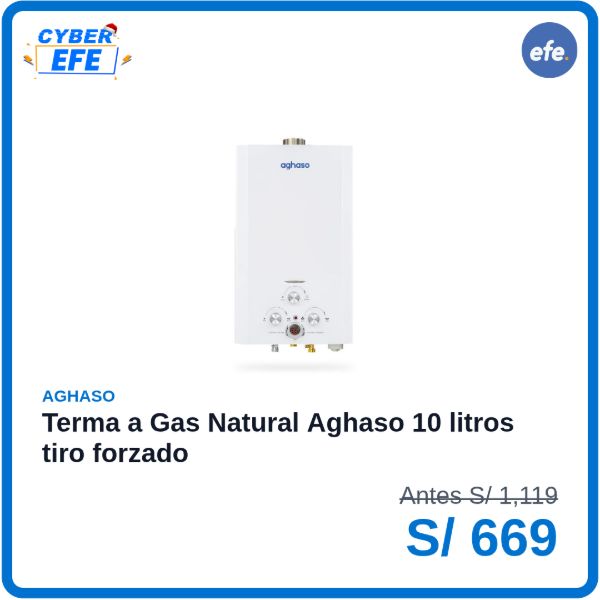 CYBER
EFE
efe.
aghaso
AGHASO
Terma a Gas Natural Aghaso 10 litros
tiro forzado
Antes S/ 1,119
S/ 669